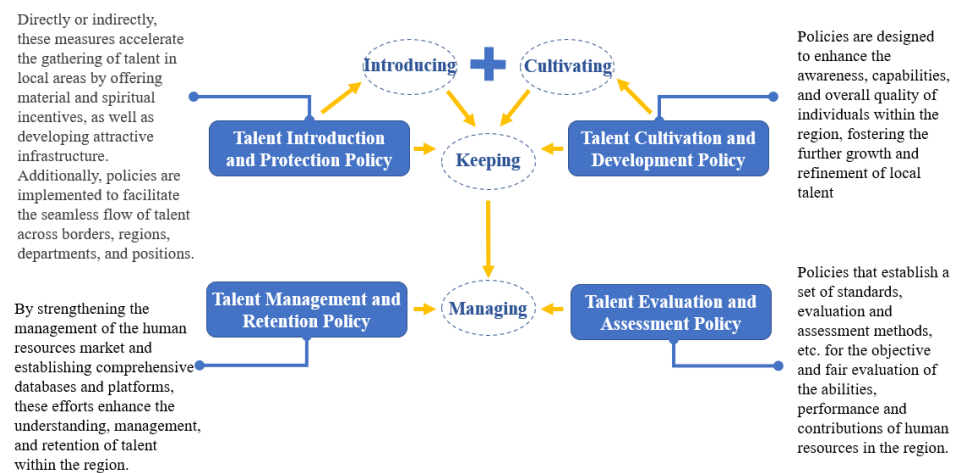 Directly or indirectly,
these measures accelerate
the gathering of talent in
local areas by offering
material and spiritual
incentives, as well as
developing attractive
infrastructure.
Additionally, policies are
implemented to facilitate
the seamless flow of talent
across borders, regions,
departments, and positions.
Introducing
Cultivating
Policies are designed
to enhance the
awareness, capabilities,
and overall quality of
individuals within the
region, fostering the
further growth and
refinement of local
talent
Talent Introduction
and Protection Policy
Keeping
Talent Cultivation and
Development Policy
By strengthening the
management of the human
resources market and
establishing comprehensive
databases and platforms,
these efforts enhance the
understanding, management,
and retention of talent
within the region.
Talent Management and
Retention Policy
Managing
Talent Evaluation and
Assessment Policy
Policies that establish a
set of standards,
evaluation and
assessment methods,
etc. for the objective
and fair evaluation of
the abilities,
performance and
contributions of human
resources in the region.